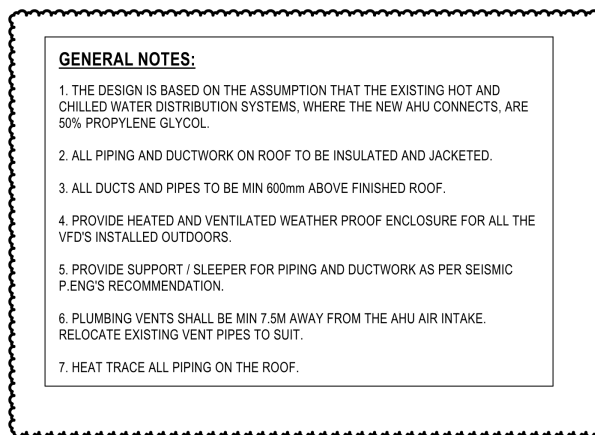 GENERAL NOTES:
1. THE DESIGN IS BASED ON THE ASSUMPTION THAT THE EXISTING HOT AND
CHILLED WATER DISTRIBUTION SYSTEMS, WHERE THE NEW AHU CONNECTS, ARE
50% PROPYLENE GLYCOL.
2. ALL PIPING AND DUCTWORK ON ROOF TO BE INSULATED AND JACKETED.
3. ALL DUCTS AND PIPES TO BE MIN 600mm ABOVE FINISHED ROOF.
4. PROVIDE HEATED AND VENTILATED WEATHER PROOF ENCLOSURE FOR ALL THE
VFD'S INSTALLED OUTDOORS.
5. PROVIDE SUPPORT / SLEEPER FOR PIPING AND DUCTWORK AS PER SEISMIC
P.ENG'S RECOMMENDATION.
6. PLUMBING VENTS SHALL BE MIN 7.5M AWAY FROM THE AHU AIR INTAKE.
RELOCATE EXISTING VENT PIPES TO SUIT.
7. HEAT TRACE ALL PIPING ON THE ROOF.